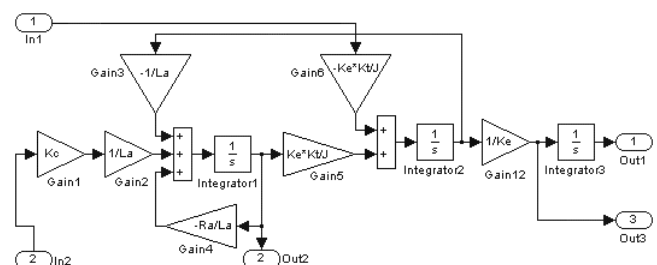 1
In1
Gain3
-1/La
Gain6
-Ke*Kt/J
Kc
Gain1
1/La
Gain2
+
+
+
1
s
Integrator1
Ke*Kt/J
Gain5
+
+
1
s
Integrator2
1/Ke
Gain12
1
s
Integrator3
1
Out1
-Ra/La
Gain4
3
Out3
2
In2
2
Out2